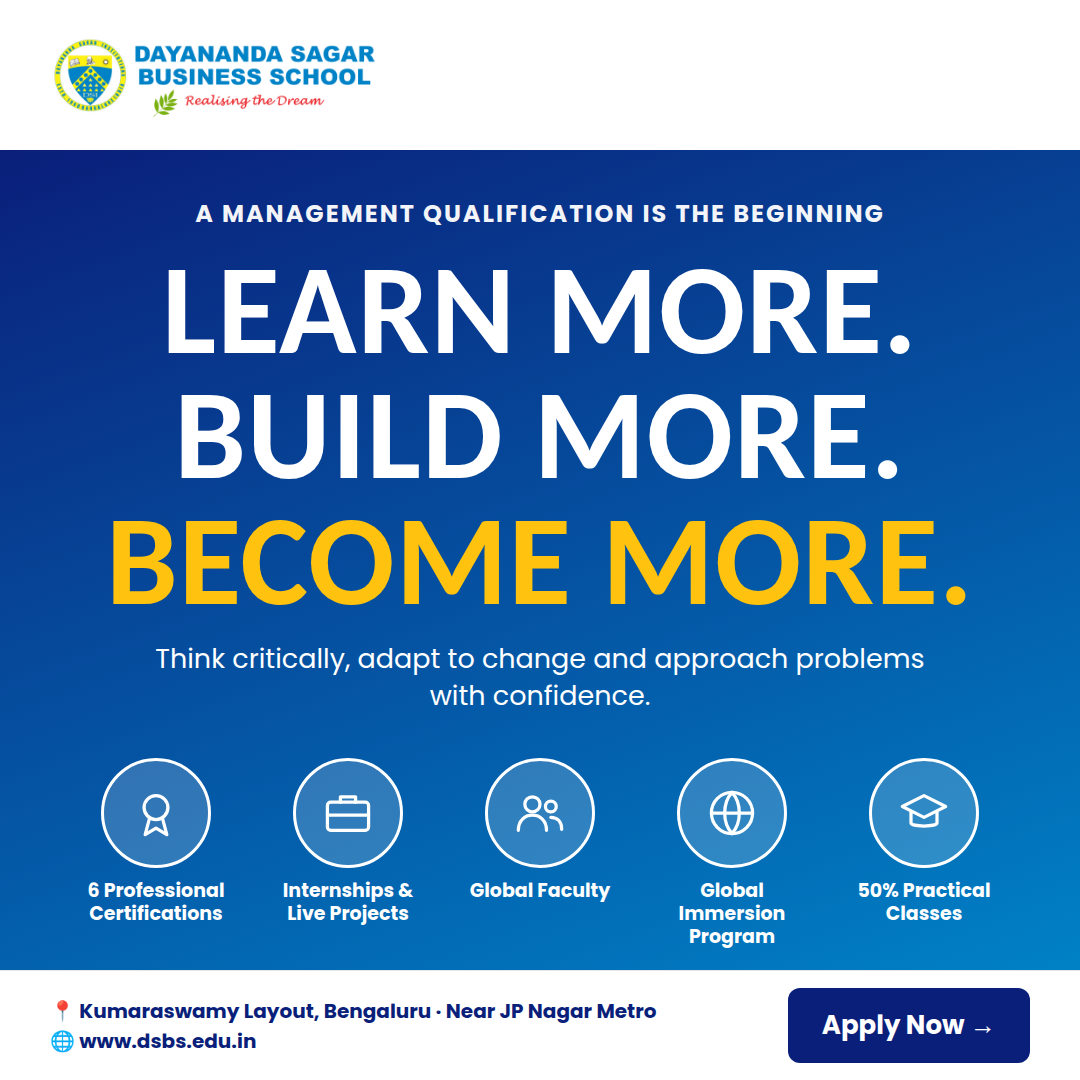 DAYANANDA SAGAR
BUSINESS SCHOOL
Realising the Dream
A MANAGEMENT QUALIFICATION IS THE BEGINNING
LEARN MORE.
BUILD MORE.
BECOME MORE.
Think critically, adapt to change and approach problems
with confidence.
6 Professional
Certifications
Internships &
Live Projects
Global Faculty
Global
Immersion
Program
50% Practical
Classes
📍 Kumaraswamy Layout, Bengaluru · Near JP Nagar Metro
🌐 www.dsbs.edu.in
Apply Now →